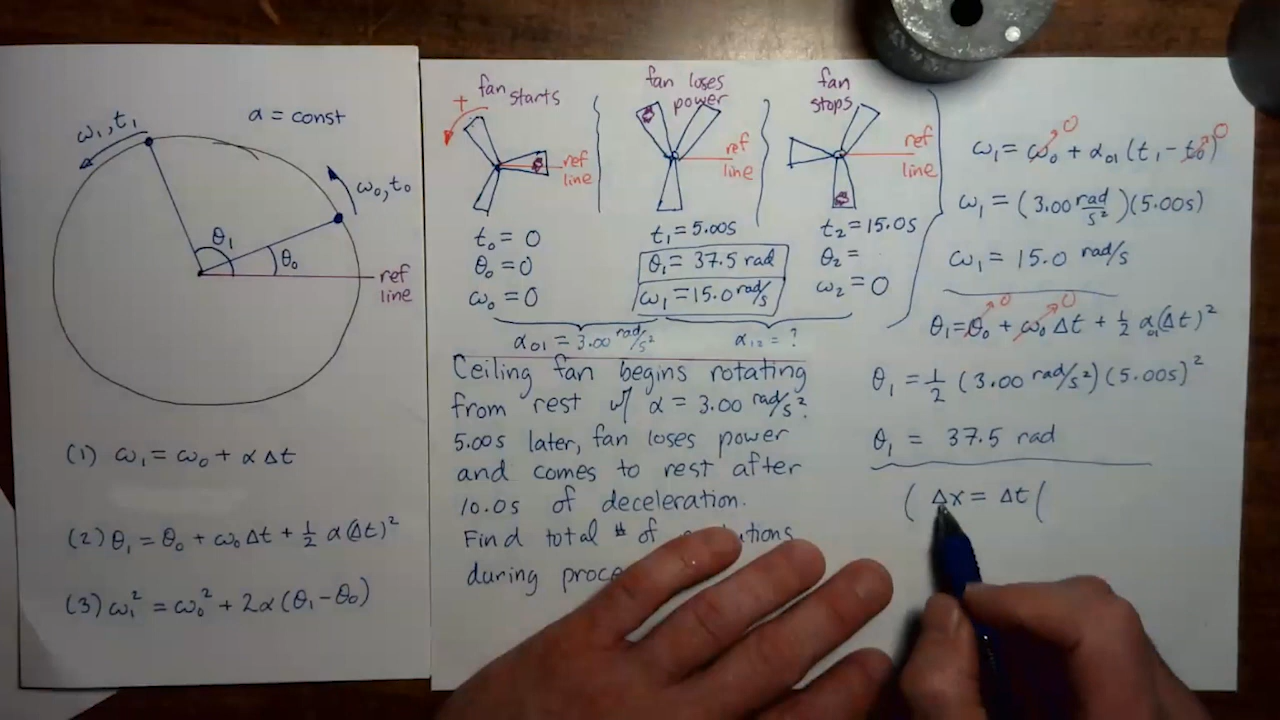 α = const
ω₁, t₁
ω₀, t₀
θ₁
θ₀
ref
line
(1) ω₁ = ω₀ + α Δt
(2) θ₁ = θ₀ + ω₀ Δt + ½ α(Δt)²
(3) ω₁² = ω₀² + 2α(θ₁ - θ₀)
fan starts
+
ref
line
t₀ = 0
θ₀ = 0
ω₀ = 0
fan loses
power
ref
line
t₁ = 5.00s
θ₁ = 37.5 rad
ω₁ = 15.0 rad/s
fan
stops
ref
line
t₂ = 15.0s
θ₂ =
ω₂ = 0
α₀₁ = 3.00 rad/s²
α₁₂ = ?
Ceiling fan begins rotating
from rest w/ α = 3.00 rad/s².
5.00s later, fan loses power
and comes to rest after
10.0s of deceleration.
Find total # of
during
ω₁ = ω₀ 0 + α₀₁ (t₁ - t₀ 0)
ω₁ = (3.00 rad/s²)(5.00s)
ω₁ = 15.0 rad/s
θ₁ = θ₀ 0 + ω₀ 0 Δt + ½ α₀₁(Δt)²
θ₁ = ½ (3.00 rad/s²)(5.00s)²
θ₁ = 37.5 rad
( Δx = Δt (